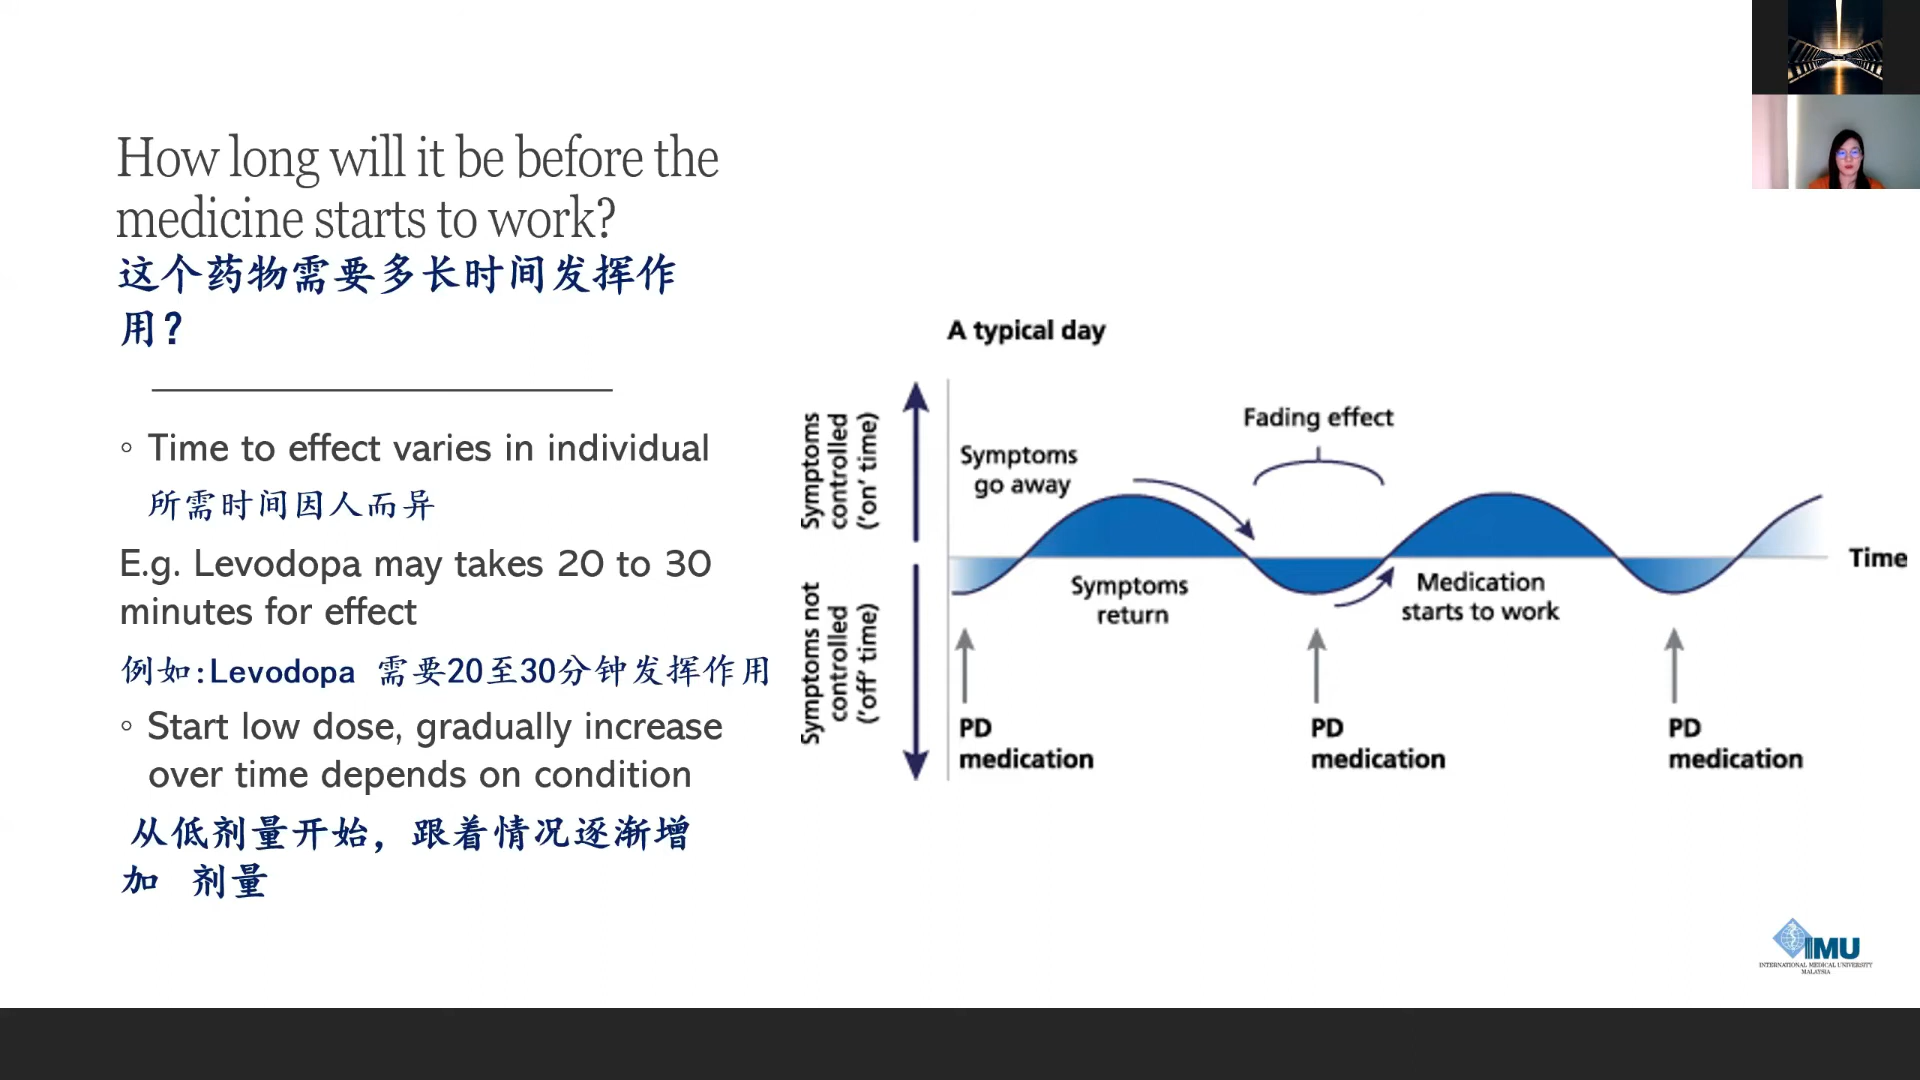 How long will it be before the
medicine starts to work?
这个药物需要多长时间发挥作
用?
◦ Time to effect varies in individual
所需时间因人而异
E.g. Levodopa may takes 20 to 30
minutes for effect
例如:Levodopa 需要20至30分钟发挥作用
◦ Start low dose, gradually increase
over time depends on condition
从低剂量开始，跟着情况逐渐增
加 剂量
A typical day
Symptoms
controlled
('on' time)
Symptoms not
controlled
('off' time)
Symptoms
go away
Fading effect
Symptoms
return
Medication
starts to work
Time
PD
medication
PD
medication
PD
medication
IMU
INTERNATIONAL MEDICAL UNIVERSITY
MALAYSIA